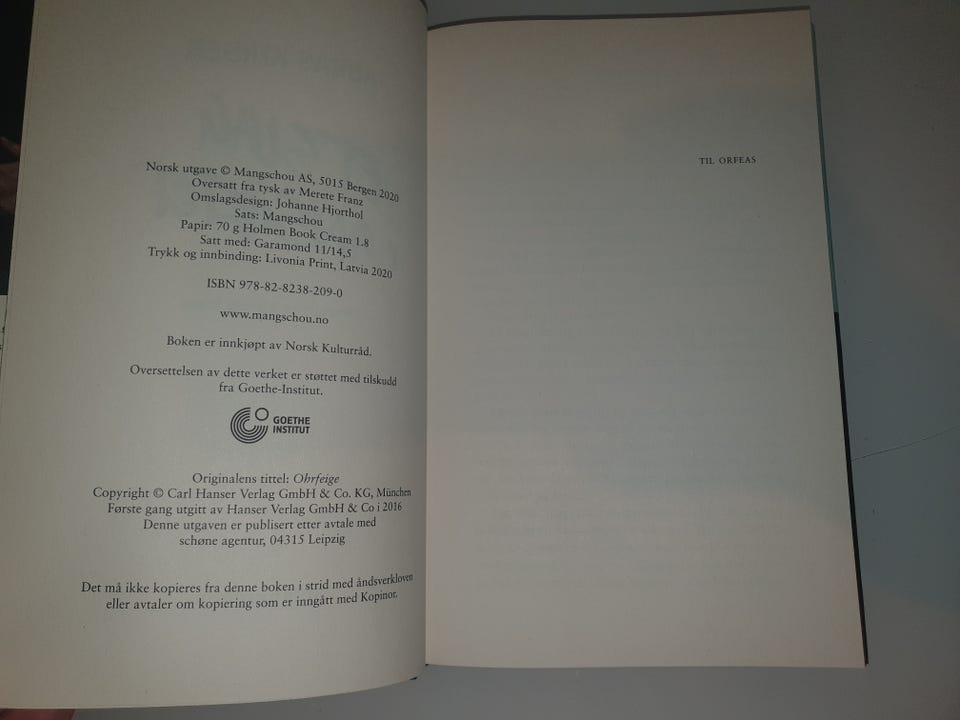 Norsk utgave © Mangschou AS, 5015 Bergen 2020
Oversatt fra tysk av Merete Franz
Omslagsdesign: Johanne Hjorthol
Sats: Mangschou
Papir: 70 g Holmen Book Cream 1.8
Satt med: Garamond 11/14,5
Trykk og innbinding: Livonia Print, Latvia 2020
ISBN 978-82-8238-209-0
www.mangschou.no
Boken er innkjøpt av Norsk Kulturråd.
Oversettelsen av dette verket er støttet med tilskudd
fra Goethe-Institut.
GOETHE
INSTITUT
Originalens tittel: Ohrfeige
Copyright © Carl Hanser Verlag GmbH & Co. KG, München
Første gang utgitt av Hanser Verlag GmbH & Co i 2016
Denne utgaven er publisert etter avtale med
schøne agentur, 04315 Leipzig
Det må ikke kopieres fra denne boken i strid med åndsverkloven
eller avtaler om kopiering som er inngått med Kopinor.
TIL ORFEAS